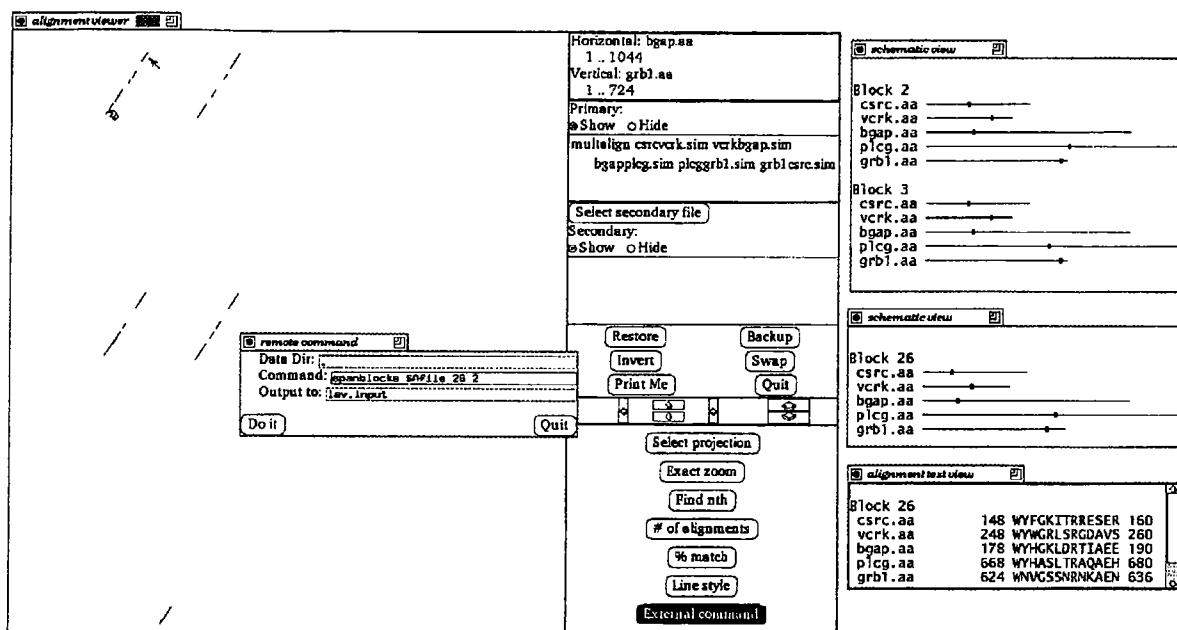 alignment viewer
Horizontal: bgap.aa
1 .. 1044
Vertical: grb1.aa
1 .. 724
Primary:
Show Hide
multalign csrcvcrk.sim vcrkbgap.sim
bgapplcg.sim plcggrb1.sim grb1csrc.sim
Select secondary file
Secondary:
Show Hide
Restore Backup
Invert Swap
Print Me Quit
Select projection
Exact zoom
Find nth
# of alignments
% match
Line style
External command
remote command
Data Dir: .
Command: spanblocks $Nfile 26 2
Output to: lav.input
Do it Quit
schematic view
Block 2
csrc.aa
vcrk.aa
bgap.aa
plcg.aa
grb1.aa
Block 3
csrc.aa
vcrk.aa
bgap.aa
plcg.aa
grb1.aa
schematic view
Block 26
csrc.aa
vcrk.aa
bgap.aa
plcg.aa
grb1.aa
alignment text view
Block 26
csrc.aa 148 WYFGKITRRESER 160
vcrk.aa 248 WYWGRLSRGDAVS 260
bgap.aa 178 WYHGKLDRTIAEE 190
plcg.aa 668 WYHASLTRAQAEH 680
grb1.aa 624 WNVGSSNRNKAEN 636